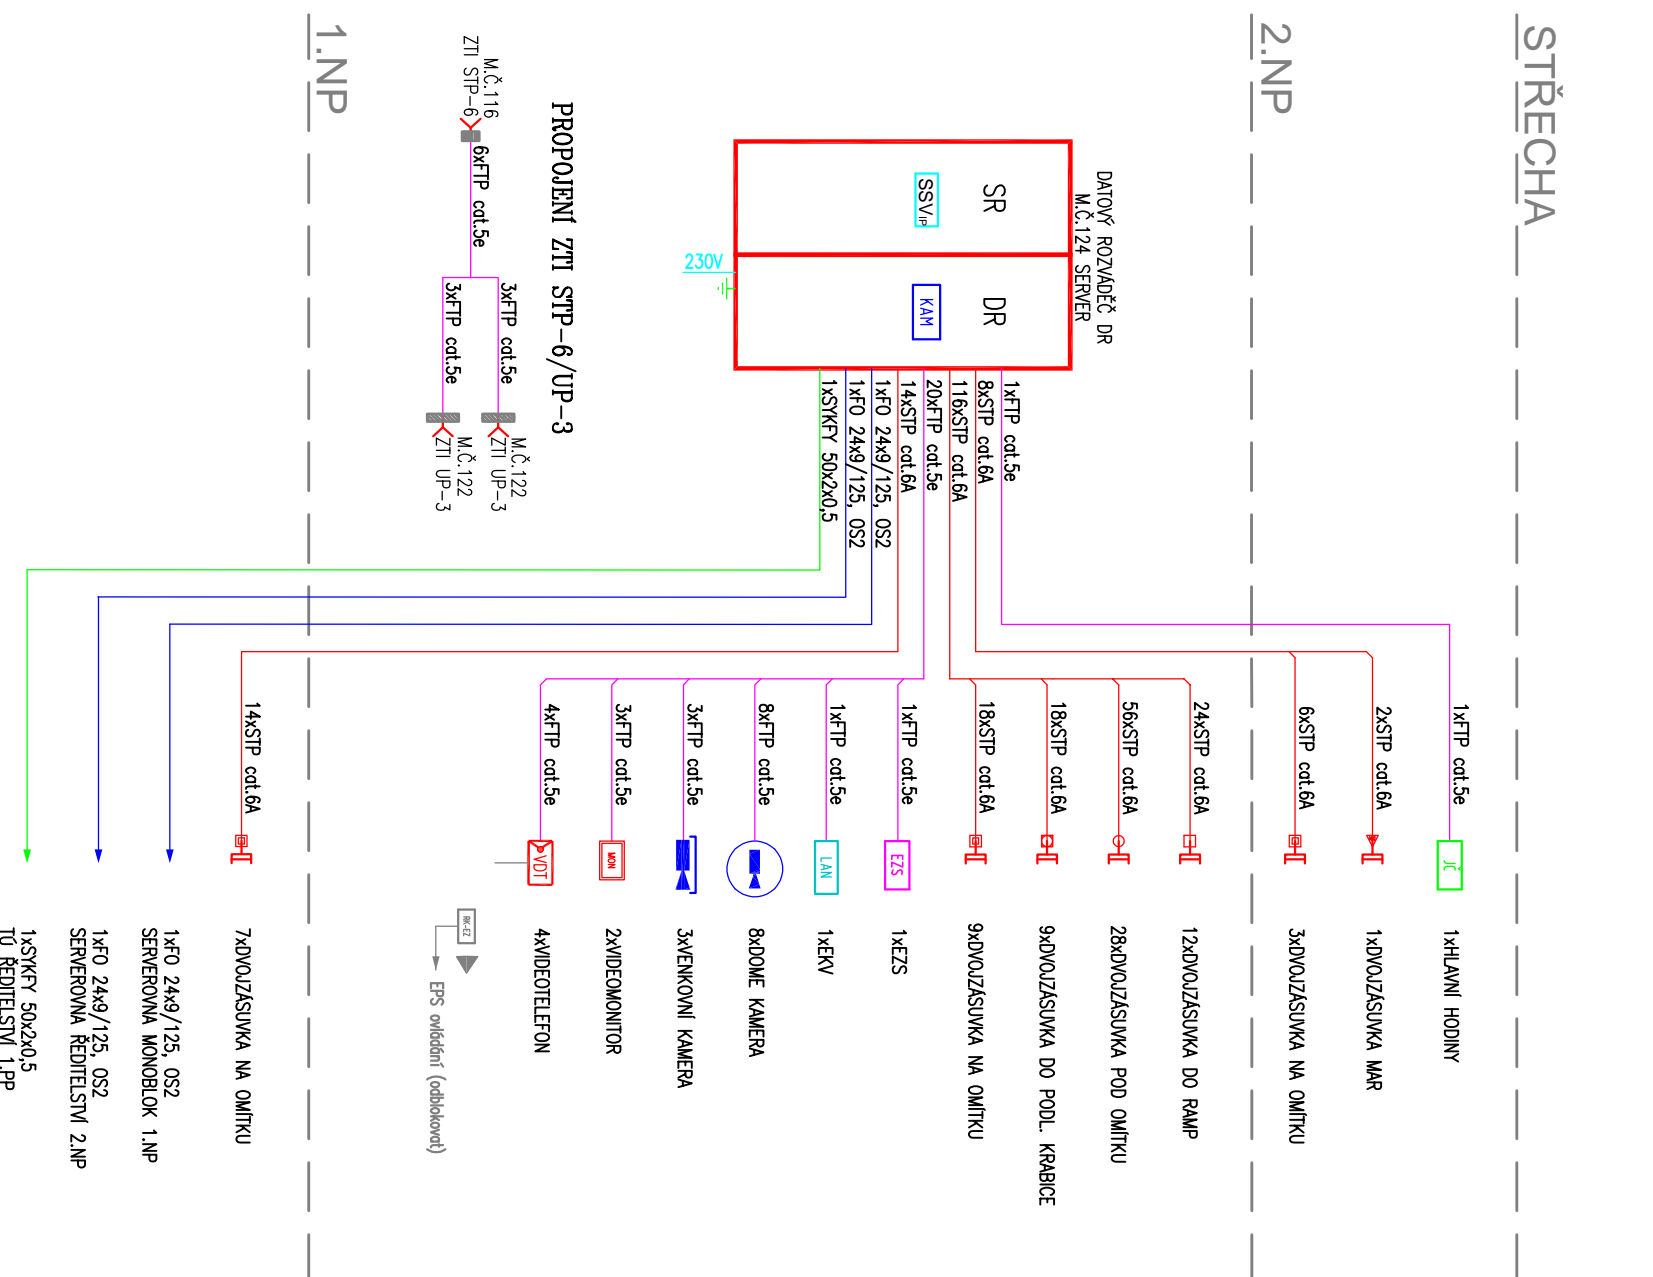 STŘECHA
2.NP
1.NP
DATOVÝ ROZVÁDĚČ DR
M.Č.124 SERVER
SR
SSV IP
DR
KAM
230V
PROPOJENÍ ZTI STP-6/UP-3
M.Č.116
ZTI STP-6
6xFTP cat.5e
3xFTP cat.5e
3xFTP cat.5e
M.Č.122
ZTI UP-3
M.Č.122
ZTI UP-3
1xFTP cat.5e
8xSTP cat.6A
116xSTP cat.6A
20xFTP cat.5e
14xSTP cat.6A
1xFO 24x9/125, OS2
1xFO 24x9/125, OS2
1xSYKFY 50x2x0,5
1xFTP cat.5e
JČ
1xHLAVNÍ HODINY
2xSTP cat.6A
1xDVOJZÁSUVKA MAR
6xSTP cat.6A
3xDVOJZÁSUVKA NA OMÍTKU
24xSTP cat.6A
12xDVOJZÁSUVKA DO RAMP
56xSTP cat.6A
28xDVOJZÁSUVKA POD OMÍTKU
18xSTP cat.6A
9xDVOJZÁSUVKA DO PODL. KRABICE
18xSTP cat.6A
9xDVOJZÁSUVKA NA OMÍTKU
1xFTP cat.5e
EZS
1xEZS
1xFTP cat.5e
LAN
1xEKV
8xFTP cat.5e
8xDOME KAMERA
3xFTP cat.5e
3xVENKOVNÍ KAMERA
3xFTP cat.5e
MON
2xVIDEOMONITOR
4xFTP cat.5e
VDT
4xVIDEOTELEFON
RK-EZ
EPS ovládání (odblokovat)
14xSTP cat.6A
7xDVOJZÁSUVKA NA OMÍTKU
1xFO 24x9/125, OS2
SERVEROVNA MONOBLOK 1.NP
1xFO 24x9/125, OS2
SERVEROVNA ŘEDITELSTVÍ 2.NP
1xSYKFY 50x2x0,5
TÚ ŘEDITELSTVÍ 1.PP